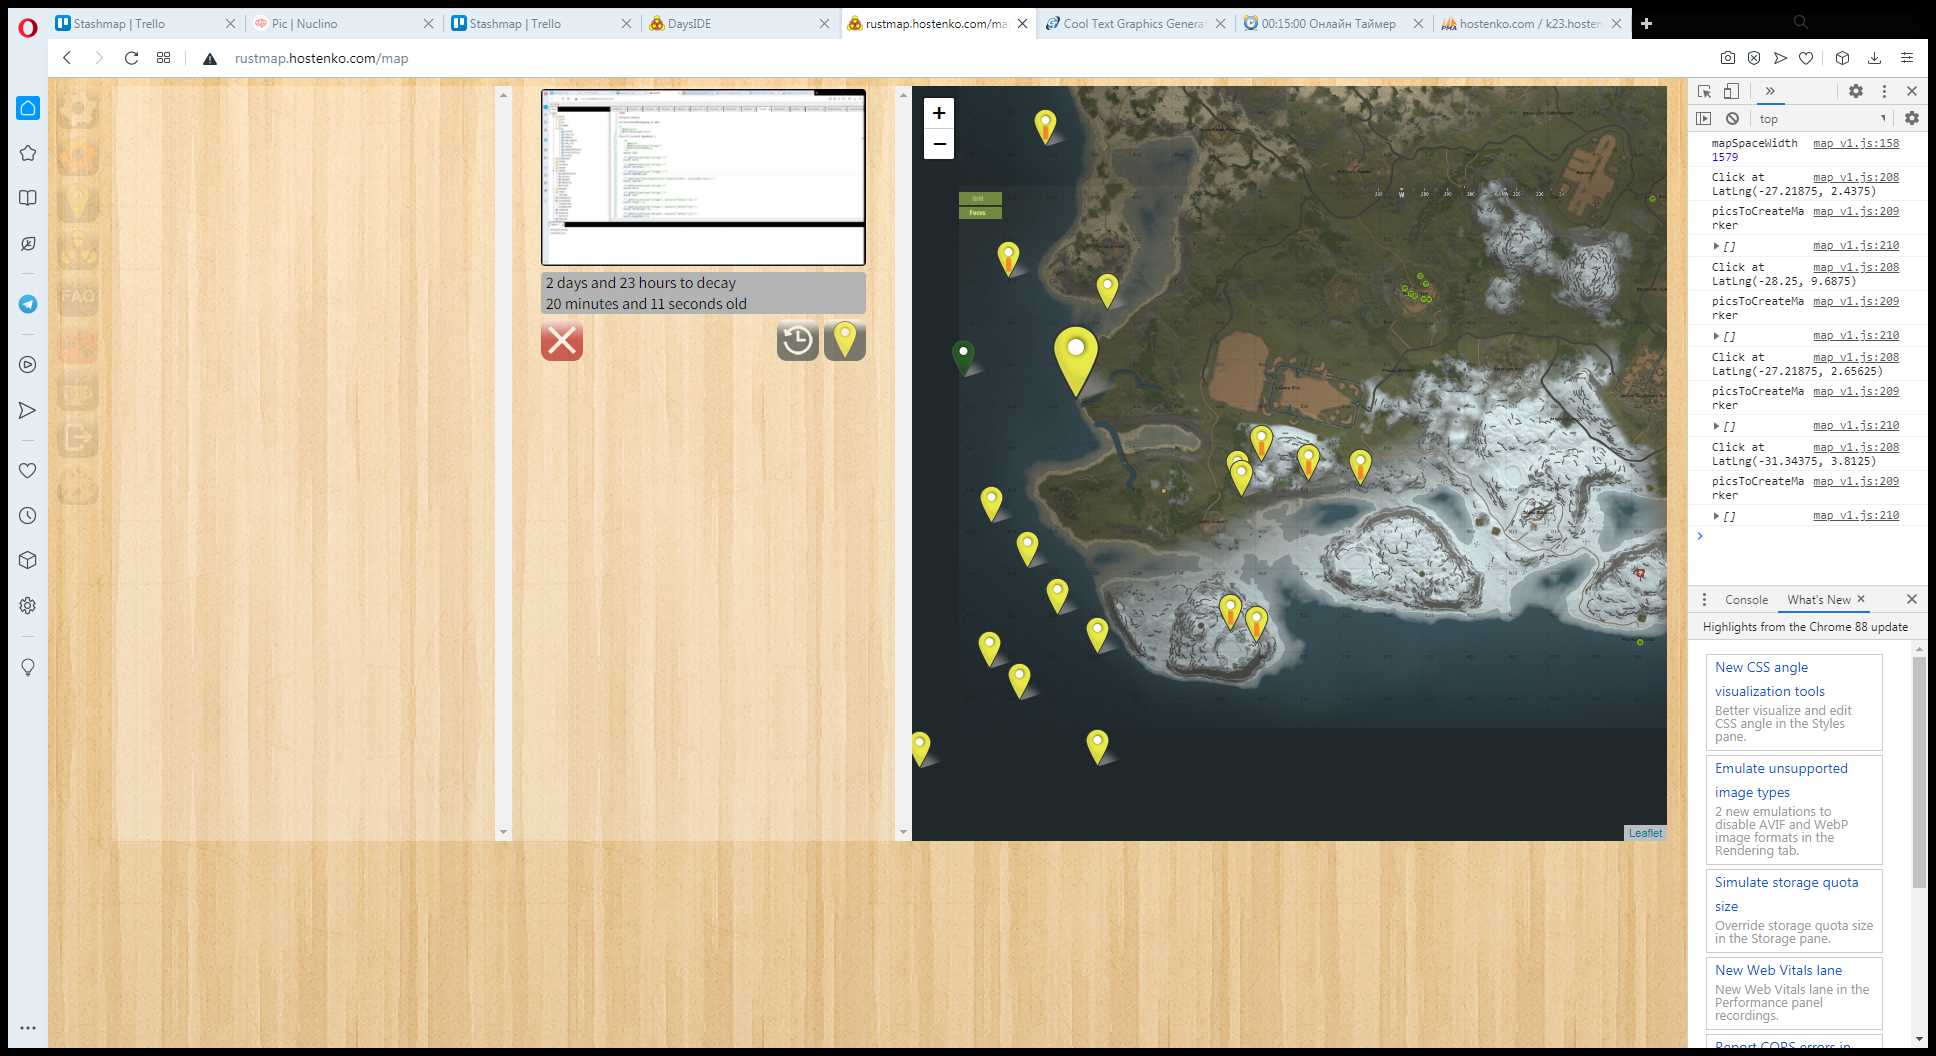 Stashmap | Trello
Pic | Nuclino
Stashmap | Trello
DaysIDE
rustmap.hostenko.com/ma
Cool Text Graphics Genera
00:15:00 Онлайн Таймер
hostenko.com / k23.hosten
rustmap.hostenko.com/map
FAQ
2 days and 23 hours to decay
20 minutes and 11 seconds old
+
−
Focus
Leaflet
top
mapSpaceWidth map_v1.js:158
1579
Click at map_v1.js:208
LatLng(-27.21875, 2.4375)
picsToCreateMa map_v1.js:209
rker
[] map_v1.js:210
Click at map_v1.js:208
LatLng(-28.25, 9.6875)
picsToCreateMa map_v1.js:209
rker
[] map_v1.js:210
Click at map_v1.js:208
LatLng(-27.21875, 2.65625)
picsToCreateMa map_v1.js:209
rker
[] map_v1.js:210
Click at map_v1.js:208
LatLng(-31.34375, 3.8125)
picsToCreateMa map_v1.js:209
rker
[] map_v1.js:210
Console
What's New
Highlights from the Chrome 88 update
New CSS angle
visualization tools
Better visualize and edit
CSS angle in the Styles
pane.
Emulate unsupported
image types
2 new emulations to
disable AVIF and WebP
image formats in the
Rendering tab.
Simulate storage quota
size
Override storage quota size
in the Storage pane.
New Web Vitals lane
New Web Vitals lane in the
Performance panel
recordings.
Report CORS errors in